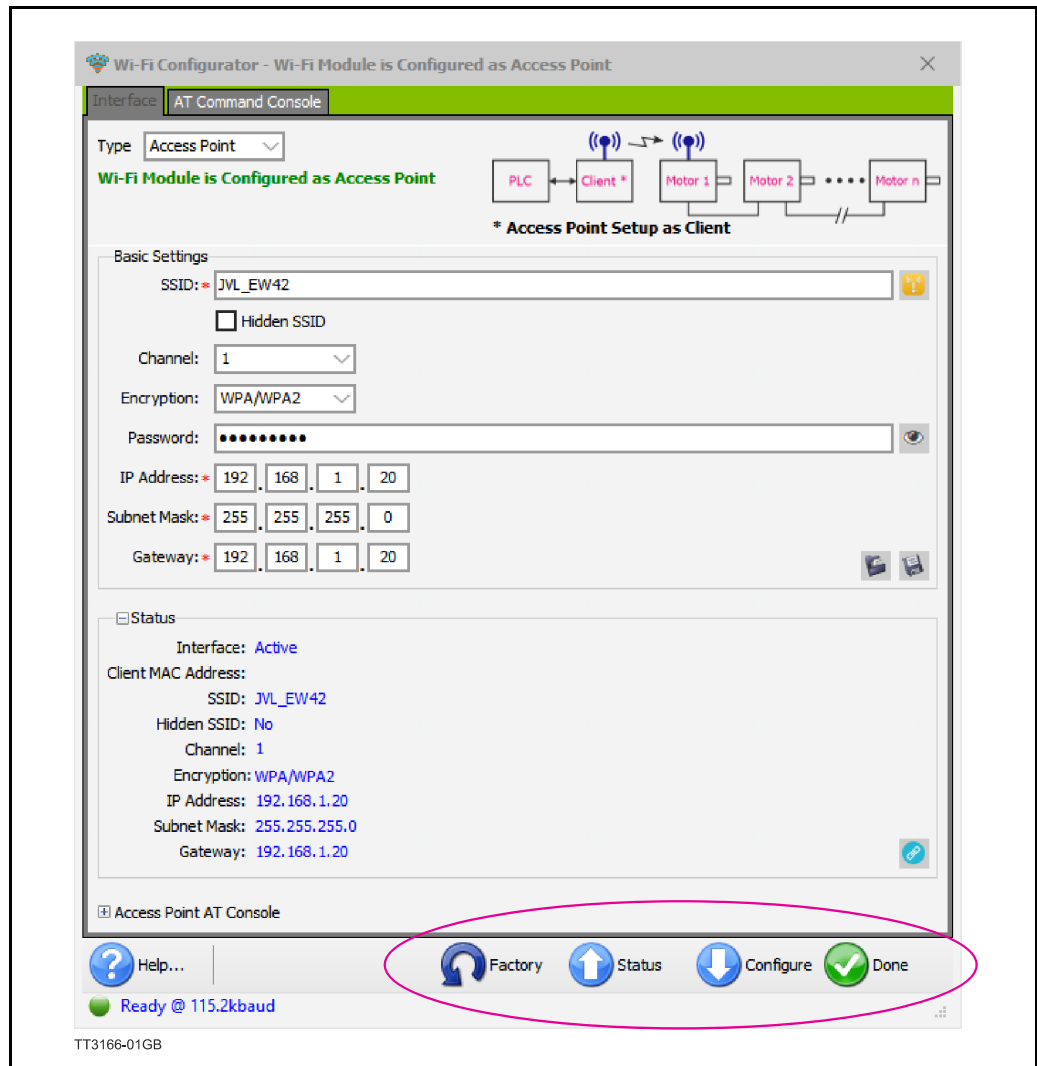 Wi-Fi Configurator - Wi-Fi Module is Configured as Access Point
Interface AT Command Console
Type Access Point
Wi-Fi Module is Configured as Access Point
PLC Client * Motor 1 Motor 2 Motor n
* Access Point Setup as Client
Basic Settings
SSID: * JVL_EW42
Hidden SSID
Channel: 1
Encryption: WPA/WPA2
Password: •••••••••
IP Address: * 192 . 168 . 1 . 20
Subnet Mask: * 255 . 255 . 255 . 0
Gateway: * 192 . 168 . 1 . 20
Status
Interface: Active
Client MAC Address:
SSID: JVL_EW42
Hidden SSID: No
Channel: 1
Encryption: WPA/WPA2
IP Address: 192.168.1.20
Subnet Mask: 255.255.255.0
Gateway: 192.168.1.20
Access Point AT Console
Help... Factory Status Configure Done
Ready @ 115.2kbaud
TT3166-01GB